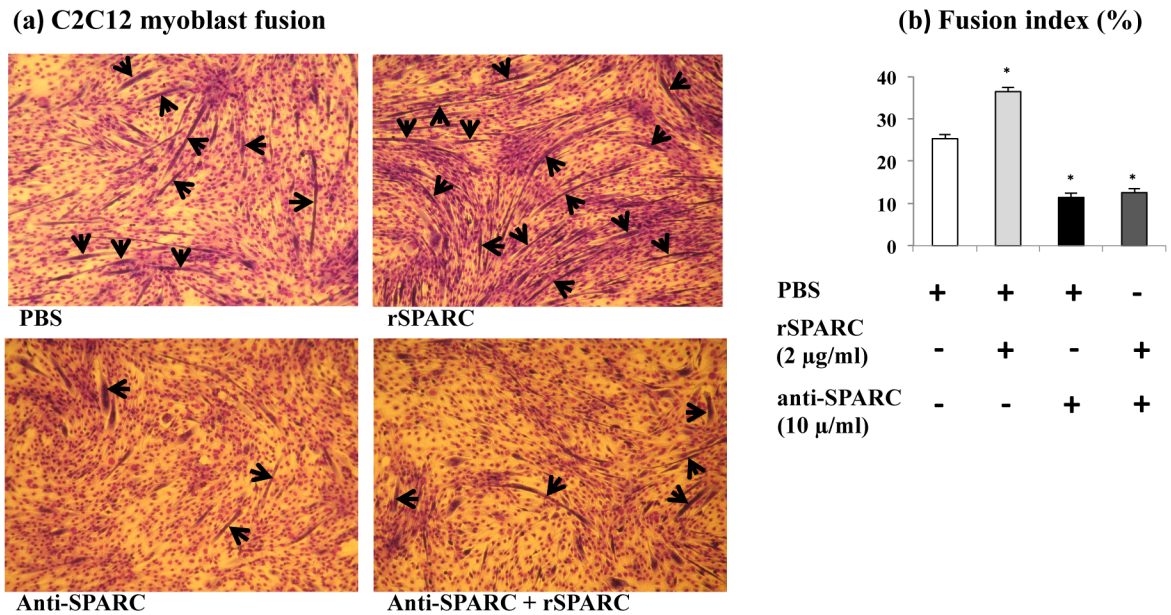 (a) C2C12 myoblast fusion
PBS
rSPARC
Anti-SPARC
Anti-SPARC + rSPARC
(b) Fusion index (%)
40
30
20
10
0
* * *
PBS + + + -
rSPARC - + - +
(2 µg/ml)
anti-SPARC - - + +
(10 µ/ml)